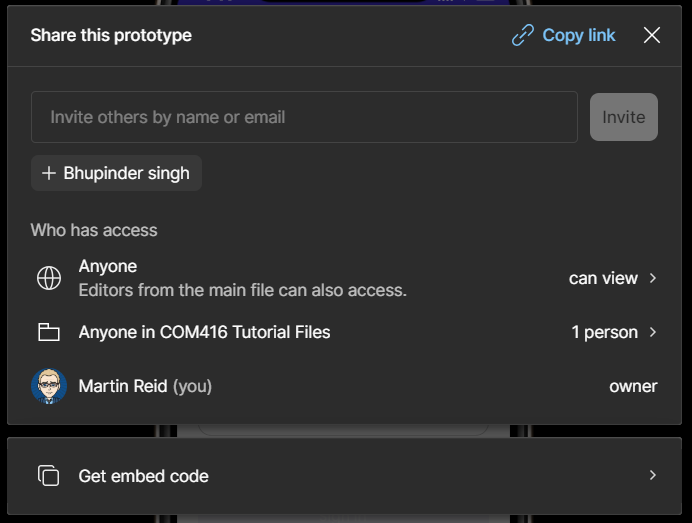 Share this prototype
Copy link
Invite others by name or email
Invite
+ Bhupinder singh
Who has access
Anyone
Editors from the main file can also access.
can view
Anyone in COM416 Tutorial Files
1 person
Martin Reid (you)
owner
Get embed code